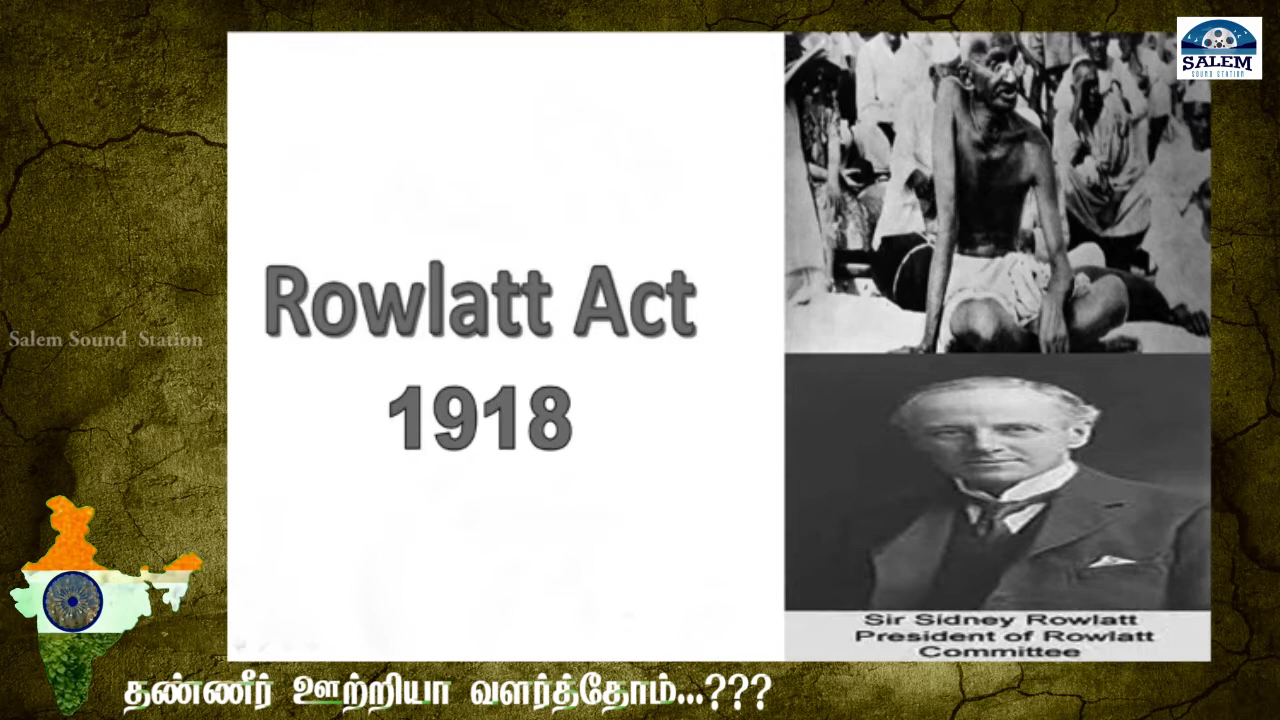 SALEM
SOUND STATION
Rowlatt Act
1918
Salem Sound Station
Sir Sidney Rowlatt
President of Rowlatt
Committee
தண்ணீர் ஊற்றியா வளர்த்தோம்...???